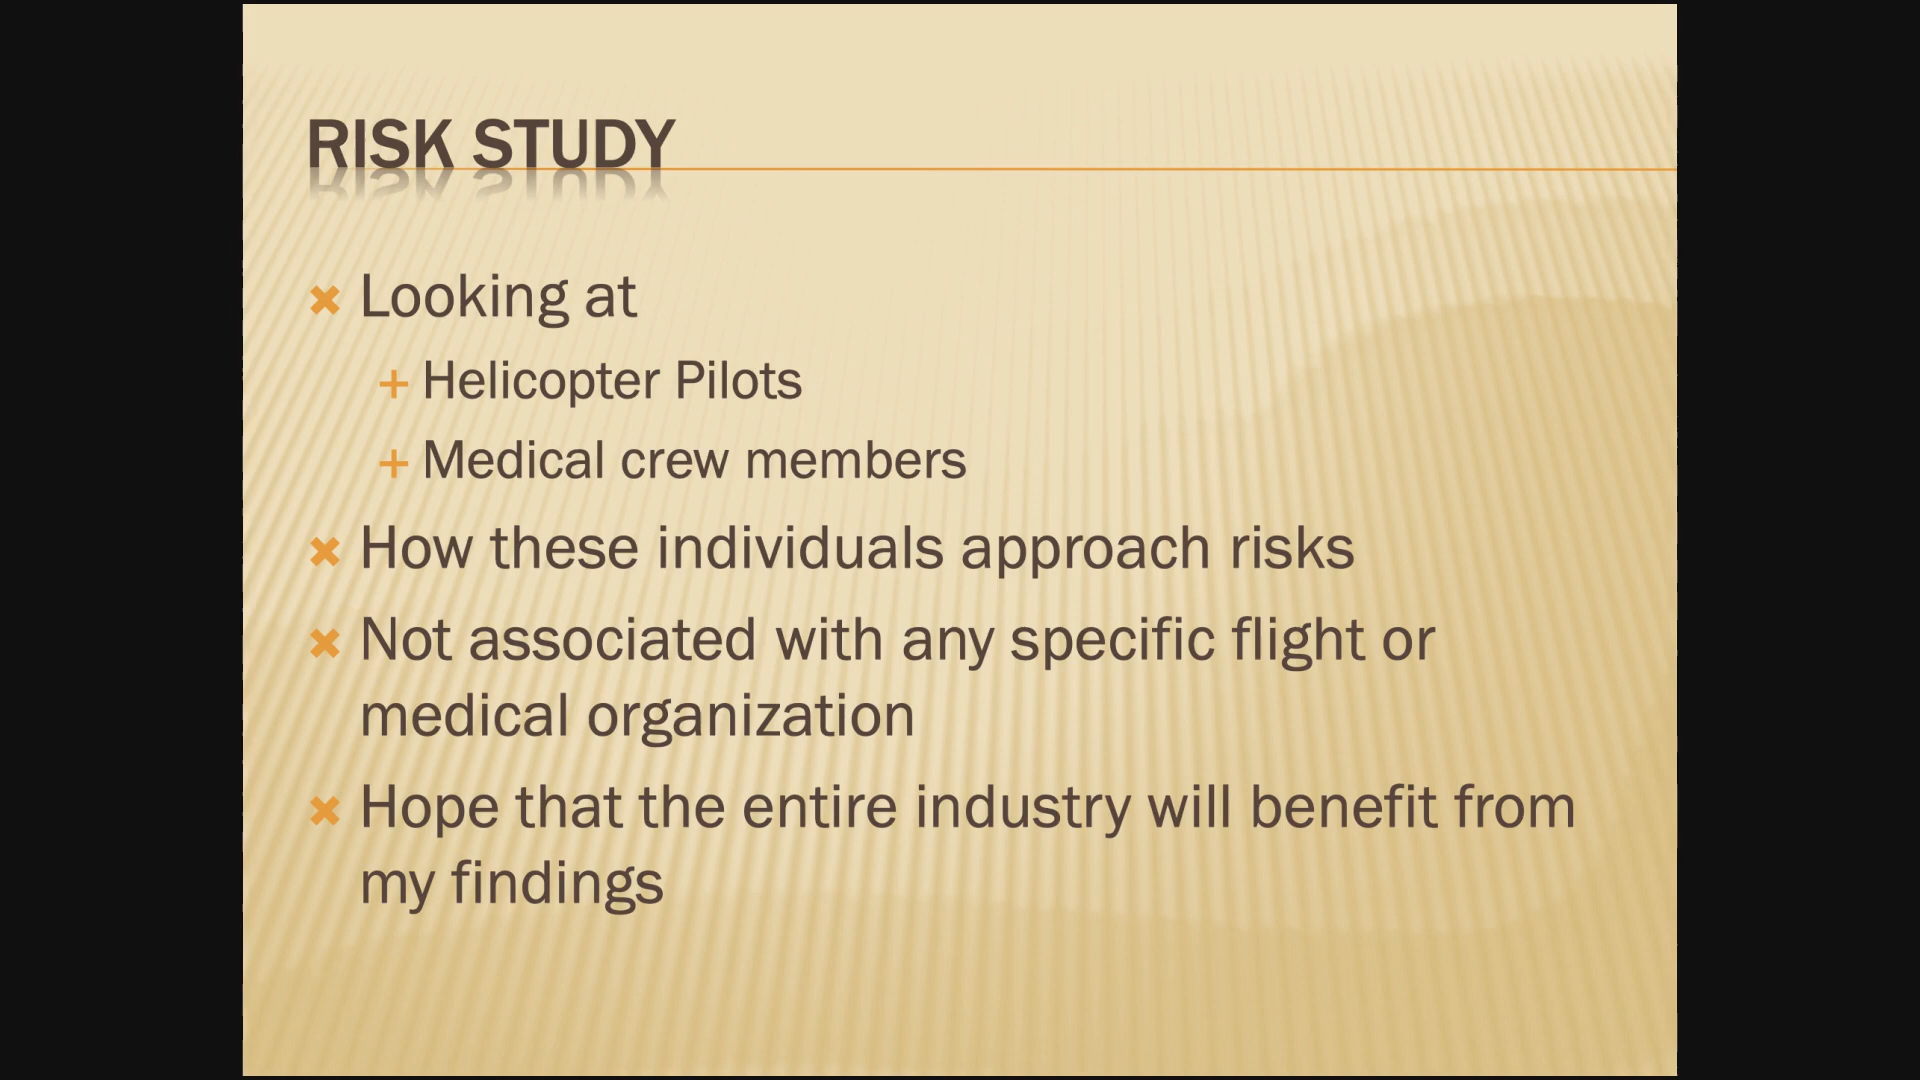 RISK STUDY
Looking at
Helicopter Pilots
Medical crew members
How these individuals approach risks
Not associated with any specific flight or
medical organization
Hope that the entire industry will benefit from
my findings